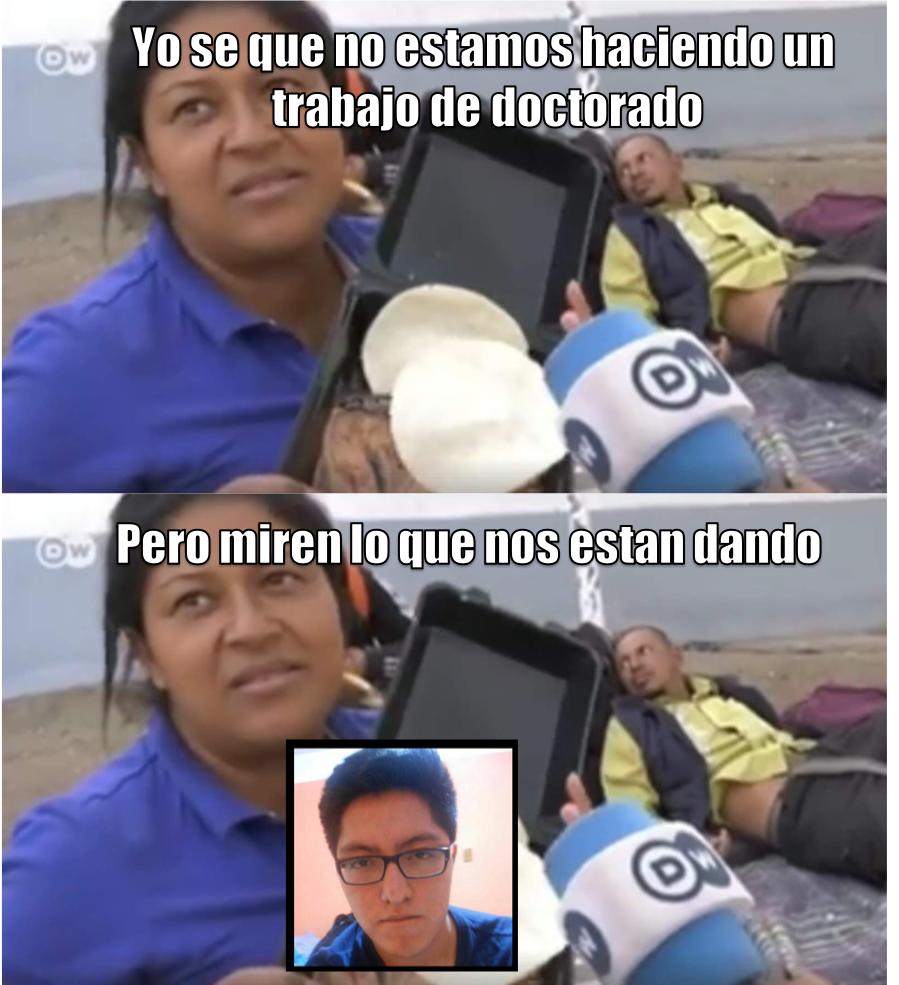 DW
Yo se que no estamos haciendo un
trabajo de doctorado
DW
DW
Pero miren lo que nos estan dando
DW